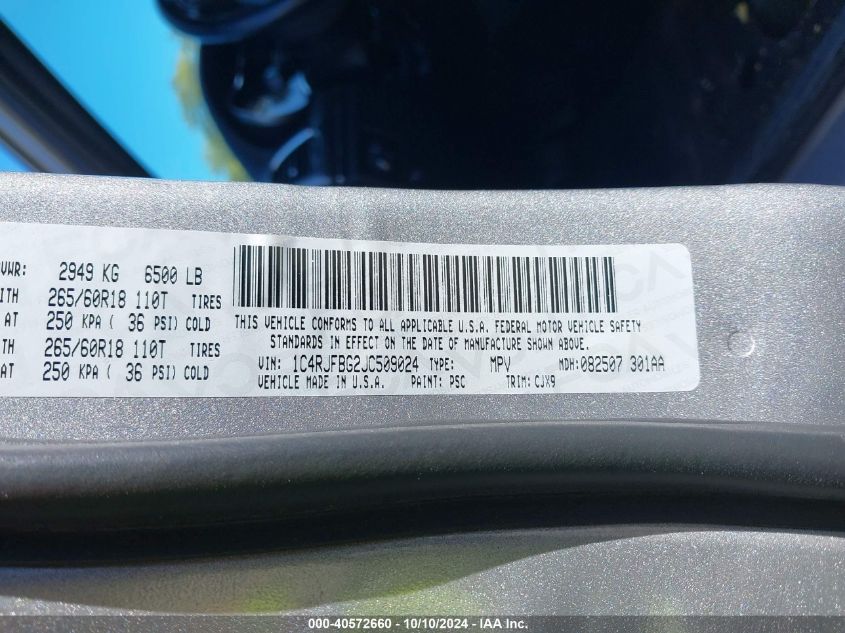 VWR: 2949 KG 6500 LB
ITH 265/60R18 110T TIRES
AT 250 KPA ( 36 PSI) COLD
TH 265/60R18 110T TIRES
AT 250 KPA ( 36 PSI) COLD
THIS VEHICLE CONFORMS TO ALL APPLICABLE U.S.A. FEDERAL MOTOR VEHICLE SAFETY
STANDARDS IN EFFECT ON THE DATE OF MANUFACTURE SHOWN ABOVE.
VIN: 1C4RJFBG2JC509024 TYPE: MPV MDH:082507 301AA
VEHICLE MADE IN U.S.A. PAINT: PSC TRIM: CJX9
000-40572660 - 10/10/2024 - IAA Inc.